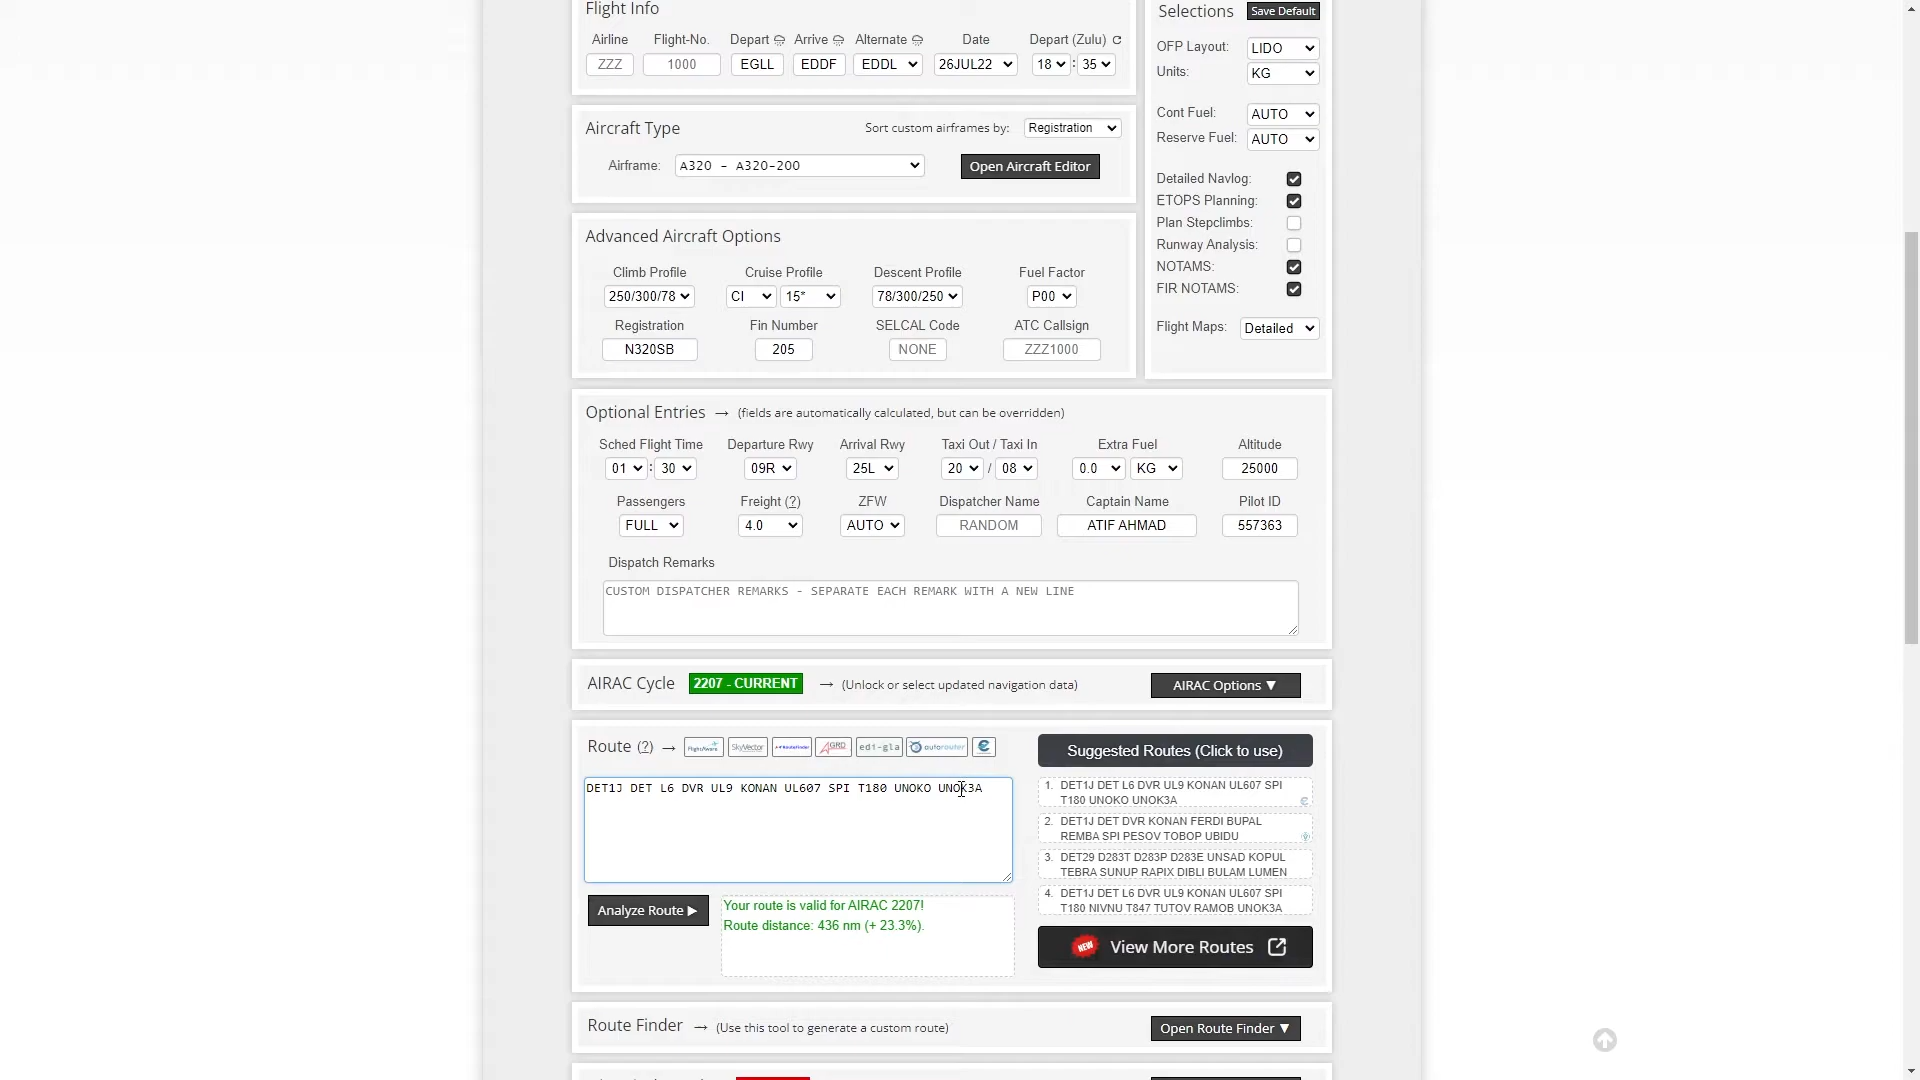 Flight Info
Airline Flight-No. Depart Arrive Alternate Date Depart (Zulu)
ZZZ 1000 EGLL EDDF EDDL 26JUL22 18 : 35
Selections Save Default
OFP Layout: LIDO
Units: KG
Cont Fuel: AUTO
Reserve Fuel: AUTO
Detailed Navlog:
ETOPS Planning:
Plan Stepclimbs:
Runway Analysis:
NOTAMS:
FIR NOTAMS:
Flight Maps: Detailed
Aircraft Type Sort custom airframes by: Registration
Airframe: A320 - A320-200 Open Aircraft Editor
Advanced Aircraft Options
Climb Profile Cruise Profile Descent Profile Fuel Factor
250/300/78 CI 15* 78/300/250 P00
Registration Fin Number SELCAL Code ATC Callsign
N320SB 205 NONE ZZZ1000
Optional Entries → (fields are automatically calculated, but can be overridden)
Sched Flight Time Departure Rwy Arrival Rwy Taxi Out / Taxi In Extra Fuel Altitude
01 : 30 09R 25L 20 / 08 0.0 KG 25000
Passengers Freight (?) ZFW Dispatcher Name Captain Name Pilot ID
FULL 4.0 AUTO RANDOM ATIF AHMAD 557363
Dispatch Remarks
CUSTOM DISPATCHER REMARKS - SEPARATE EACH REMARK WITH A NEW LINE
AIRAC Cycle 2207 - CURRENT → (Unlock or select updated navigation data) AIRAC Options ▼
Route (?) → FlightAware SkyVector RouteFinder GRD edi-gla autorouter
DET1J DET L6 DVR UL9 KONAN UL607 SPI T180 UNOKO UNOK3A
Analyze Route ▶
Your route is valid for AIRAC 2207!
Route distance: 436 nm (+ 23.3%).
Suggested Routes (Click to use)
1. DET1J DET L6 DVR UL9 KONAN UL607 SPI
T180 UNOKO UNOK3A
2. DET1J DET DVR KONAN FERDI BUPAL
REMBA SPI PESOV TOBOP UBIDU
3. DET29 D283T D283P D283E UNSAD KOPUL
TEBRA SUNUP RAPIX DIBLI BULAM LUMEN
4. DET1J DET L6 DVR UL9 KONAN UL607 SPI
T180 NIVNU T847 TUTOV RAMOB UNOK3A
NEW View More Routes
Route Finder → (Use this tool to generate a custom route) Open Route Finder ▼